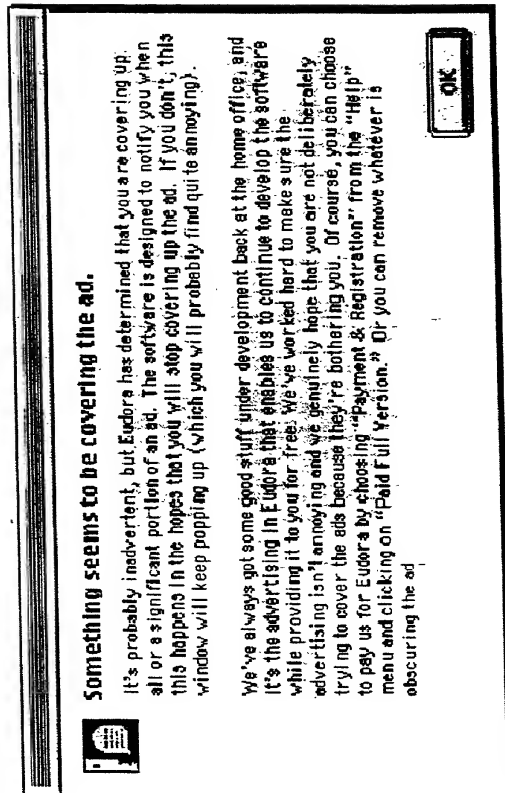 Something seems to be covering the ad.
It's probably inadvertent, but Eudora has determined that you are covering up
all or a significant portion of an ad. The software is designed to notify you when
this happens in the hopes that you will stop covering up the ad. If you don't, this
window will keep popping up (which you will probably find quite annoying).
We've always got some good stuff under development back at the home office, and
it's the advertising in Eudora that enables us to continue to develop the software
while providing it to you for free. We've worked hard to make sure the
advertising isn't annoying and we genuinely hope that you are not deliberately
trying to cover the ads because they're bothering you. Of course, you can choose
to pay us for Eudora by choosing "Payment & Registration" from the "Help"
menu and clicking on "Paid Full Version." Or you can remove whatever is
obscuring the ad
OK